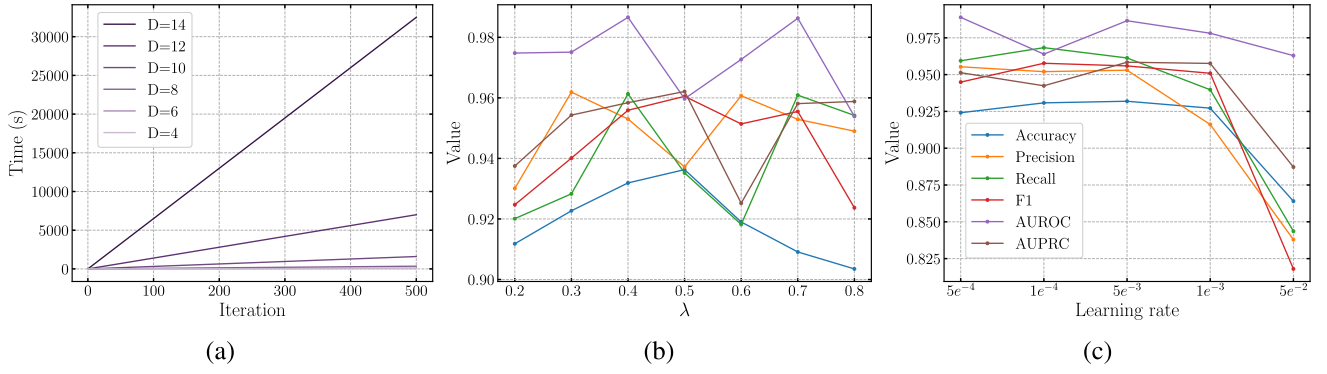 Time (s)
30000
25000
20000
15000
10000
5000
0
D=14
D=12
D=10
D=8
D=6
D=4
0 100 200 300 400 500
Iteration
(a)
Value
0.98
0.96
0.94
0.92
0.90
0.2 0.3 0.4 0.5 0.6 0.7 0.8
λ
(b)
Value
0.975
0.950
0.925
0.900
0.875
0.850
0.825
Accuracy
Precision
Recall
F1
AUROC
AUPRC
5e⁻⁴ 1e⁻⁴ 5e⁻³ 1e⁻³ 5e⁻²
Learning rate
(c)